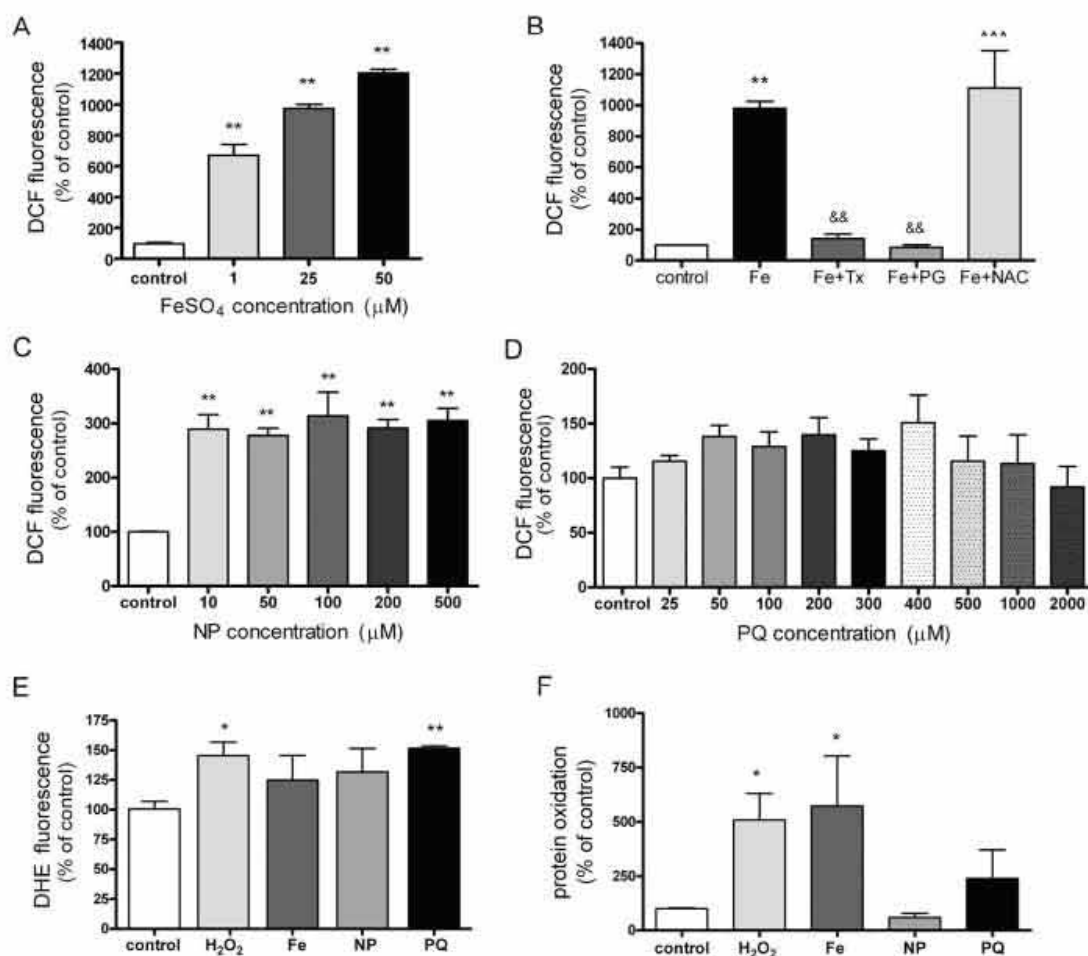 A
DCF fluorescence
(% of control)
1400
1200
1000
800
600
400
200
0
**
**
**
control 1 25 50
FeSO₄ concentration (μM)
B
DCF fluorescence
(% of control)
1400
1200
1000
800
600
400
200
0
**
&&
&&
^^^
control Fe Fe+Tx Fe+PG Fe+NAC
C
DCF fluorescence
(% of control)
400
300
200
100
0
**
**
**
**
**
control 10 50 100 200 500
NP concentration (μM)
D
DCF fluorescence
(% of control)
200
150
100
50
0
control 25 50 100 200 300 400 500 1000 2000
PQ concentration (μM)
E
DHE fluorescence
(% of control)
175
150
125
100
75
50
25
0
*
**
control H₂O₂ Fe NP PQ
F
protein oxidation
(% of control)
1000
750
500
250
0
*
*
control H₂O₂ Fe NP PQ